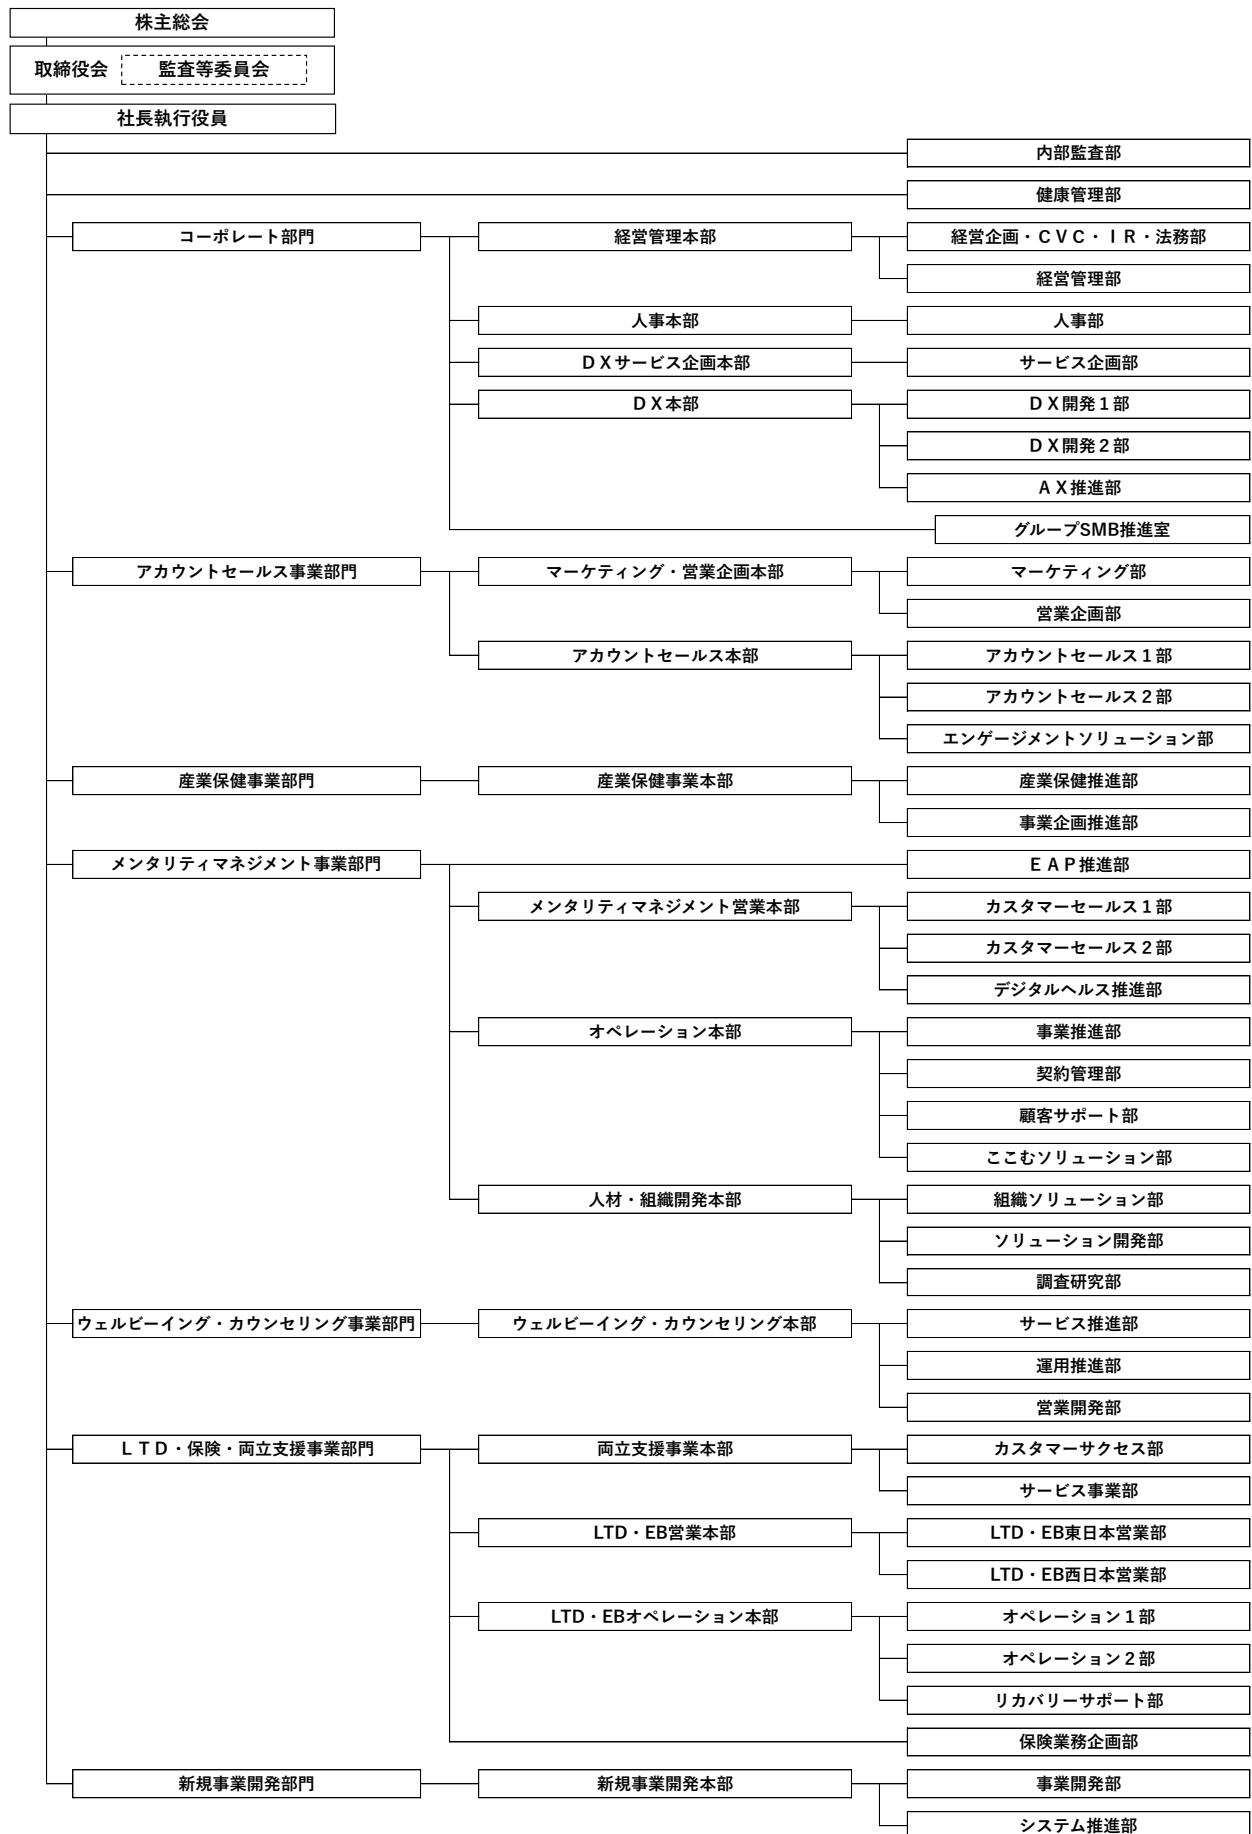 株主総会
取締役会 監査等委員会
社長執行役員
内部監査部
健康管理部
コーポレート部門 経営管理本部 経営企画・ＣＶＣ・ＩＲ・法務部
経営管理部
人事本部 人事部
ＤＸサービス企画本部 サービス企画部
ＤＸ本部 ＤＸ開発１部
ＤＸ開発２部
ＡＸ推進部
グループSMB推進室
アカウントセールス事業部門 マーケティング・営業企画本部 マーケティング部
営業企画部
アカウントセールス本部 アカウントセールス１部
アカウントセールス２部
エンゲージメントソリューション部
産業保健事業部門 産業保健事業本部 産業保健推進部
事業企画推進部
メンタリティマネジメント事業部門 ＥＡＰ推進部
メンタリティマネジメント営業本部 カスタマーセールス１部
カスタマーセールス２部
デジタルヘルス推進部
オペレーション本部 事業推進部
契約管理部
顧客サポート部
ここむソリューション部
人材・組織開発本部 組織ソリューション部
ソリューション開発部
調査研究部
ウェルビーイング・カウンセリング事業部門 ウェルビーイング・カウンセリング本部 サービス推進部
運用推進部
営業開発部
ＬＴＤ・保険・両立支援事業部門 両立支援事業本部 カスタマーサクセス部
サービス事業部
LTD・EB営業本部 LTD・EB東日本営業部
LTD・EB西日本営業部
LTD・EBオペレーション本部 オペレーション１部
オペレーション２部
リカバリーサポート部
保険業務企画部
新規事業開発部門 新規事業開発本部 事業開発部
システム推進部